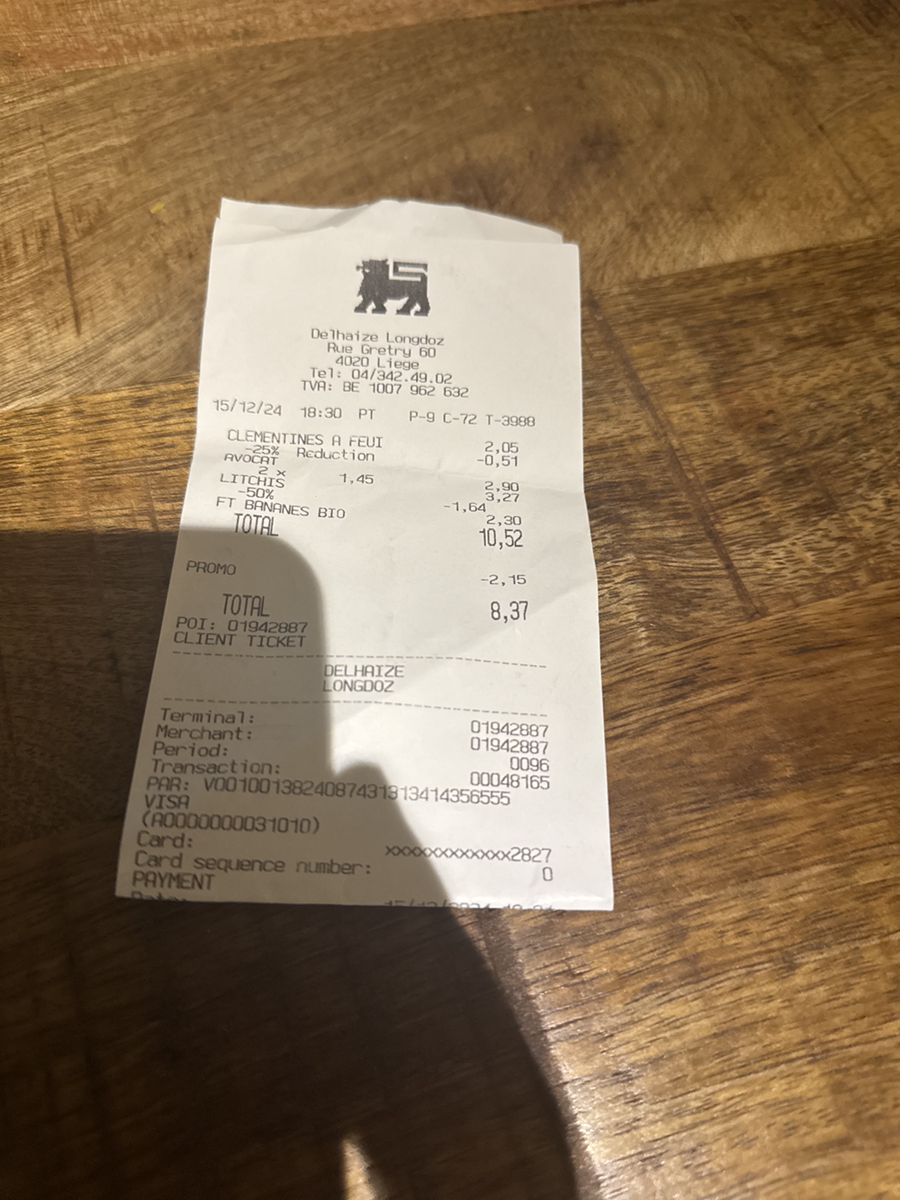 Delhaize Longdoz
Rue Gretry 60
4020 Liege
Tel: 04/342.49.02
TVA: BE 1007 962 632
15/12/24 18:30 PT P-9 C-72 T-3988
CLEMENTINES A FEUI 2,05
-25% Reduction -0,51
AVOCAT
2 x 1,45 2,90
LITCHIS 3,27
-50% -1,64
FT BANANES BIO 2,30
TOTAL 10,52
PROMO -2,15
TOTAL 8,37
POI: 01942887
CLIENT TICKET
DELHAIZE
LONGDOZ
Terminal: 01942887
Merchant: 01942887
Period: 0096
Transaction: 00048165
PAR: V0010013824087431313414356555
VISA
(A0000000031010)
Card: xxxxxxxxxxxx2827
Card sequence number: 0
PAYMENT